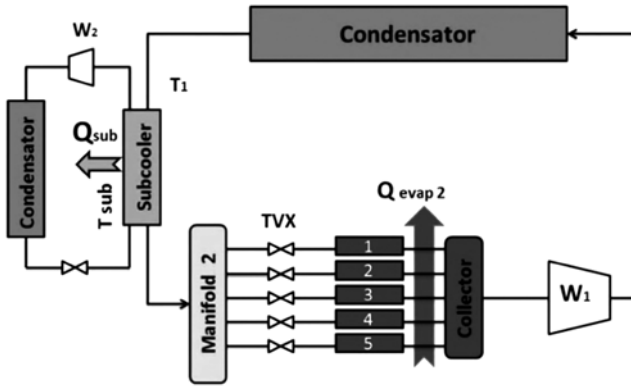 Condensator
W2
T1
Condensator
Qsub
T sub
Subcooler
Manifold 2
TVX
Q evap 2
1
2
3
4
5
Collector
W1